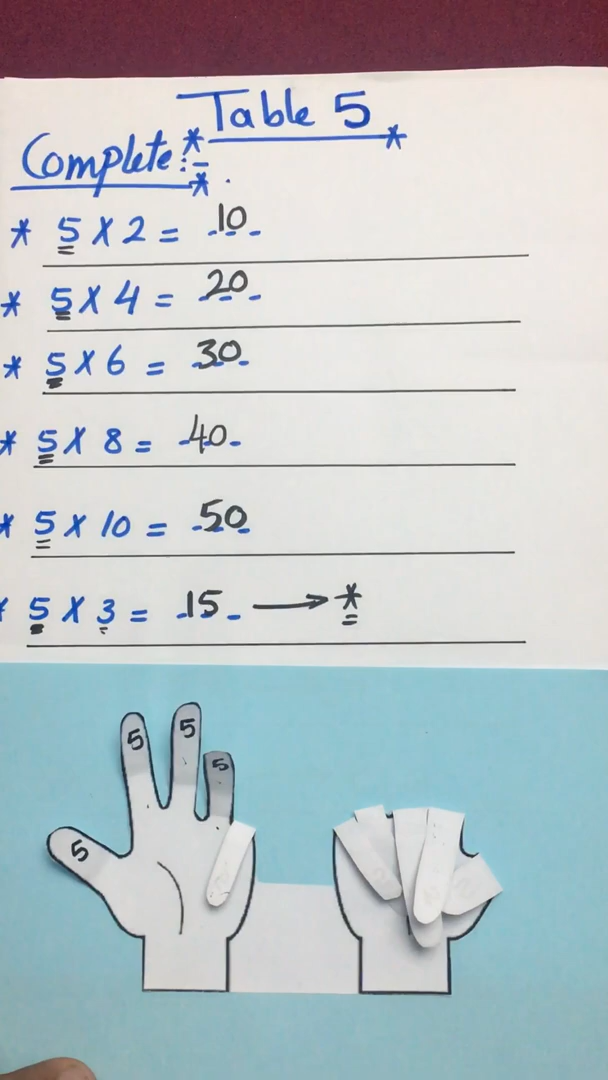 Table 5
Complete:-
* 5 X 2 = 10
* 5 X 4 = 20
* 5 X 6 = 30
* 5 X 8 = 40
* 5 X 10 = 50
* 5 X 3 = 15 → *
5 5 5
5